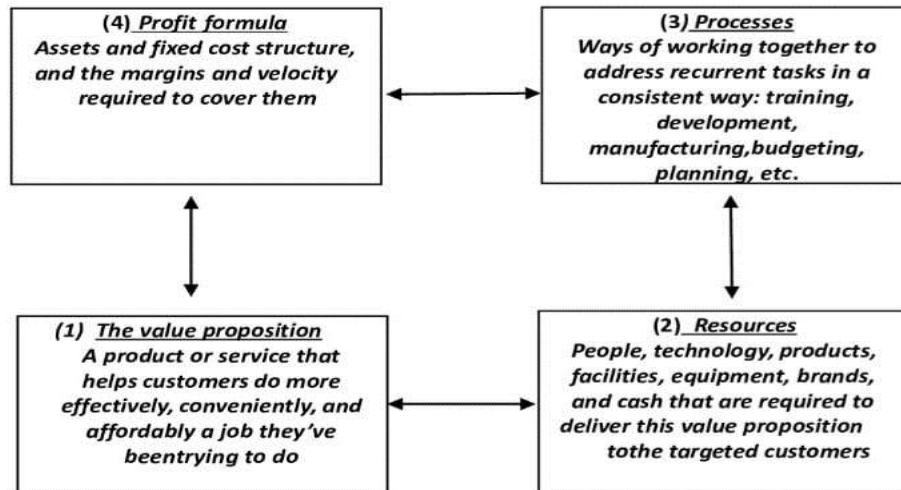 (4) Profit formula
Assets and fixed cost structure,
and the margins and velocity
required to cover them
(3) Processes
Ways of working together to
address recurrent tasks in a
consistent way: training,
development,
manufacturing,budgeting,
planning, etc.
(1) The value proposition
A product or service that
helps customers do more
effectively, conveniently, and
affordably a job they've
beentrying to do
(2) Resources
People, technology, products,
facilities, equipment, brands,
and cash that are required to
deliver this value proposition
tothe targeted customers